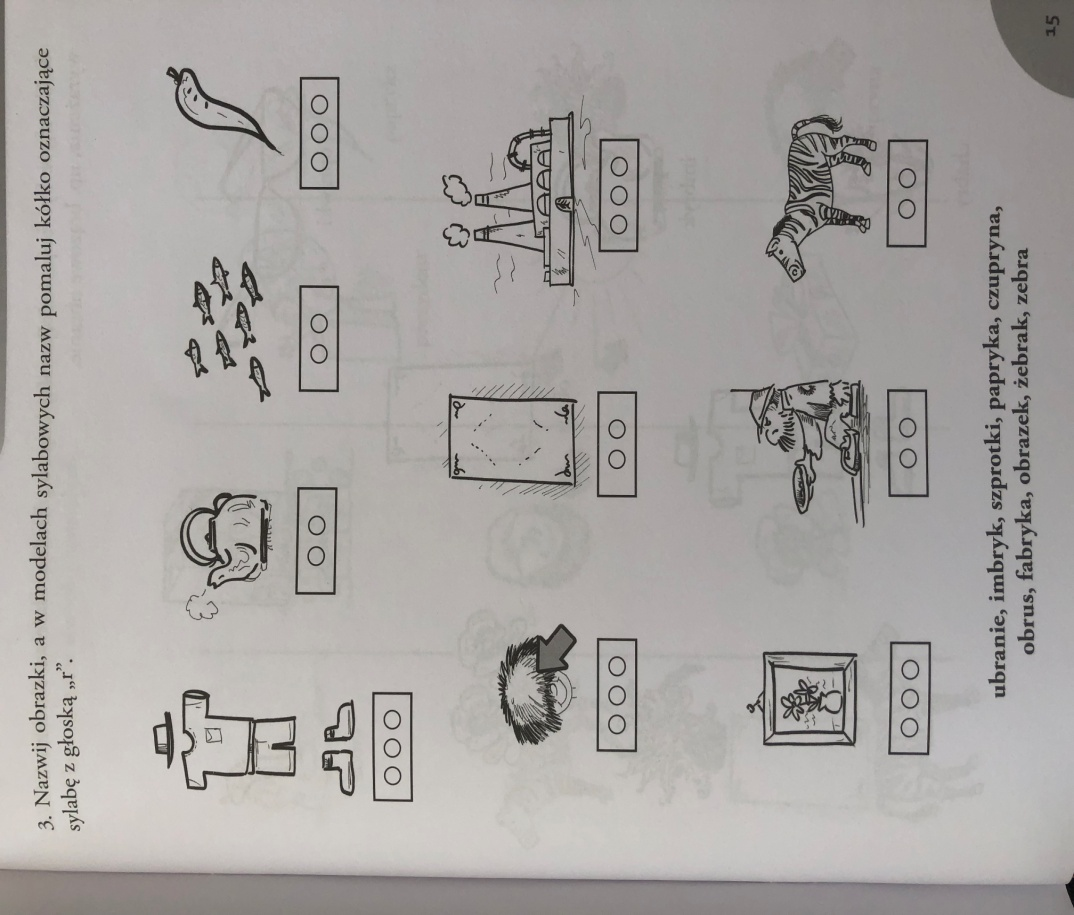 3. Nazwij obrazki, a w modelach sylabowych nazw pomaluj kółko oznaczające
sylabę z głoską „r”.
ubranie, imbryk, szprotki, papryka, czupryna,
obrus, fabryka, obrazek, żebrak, zebra
15